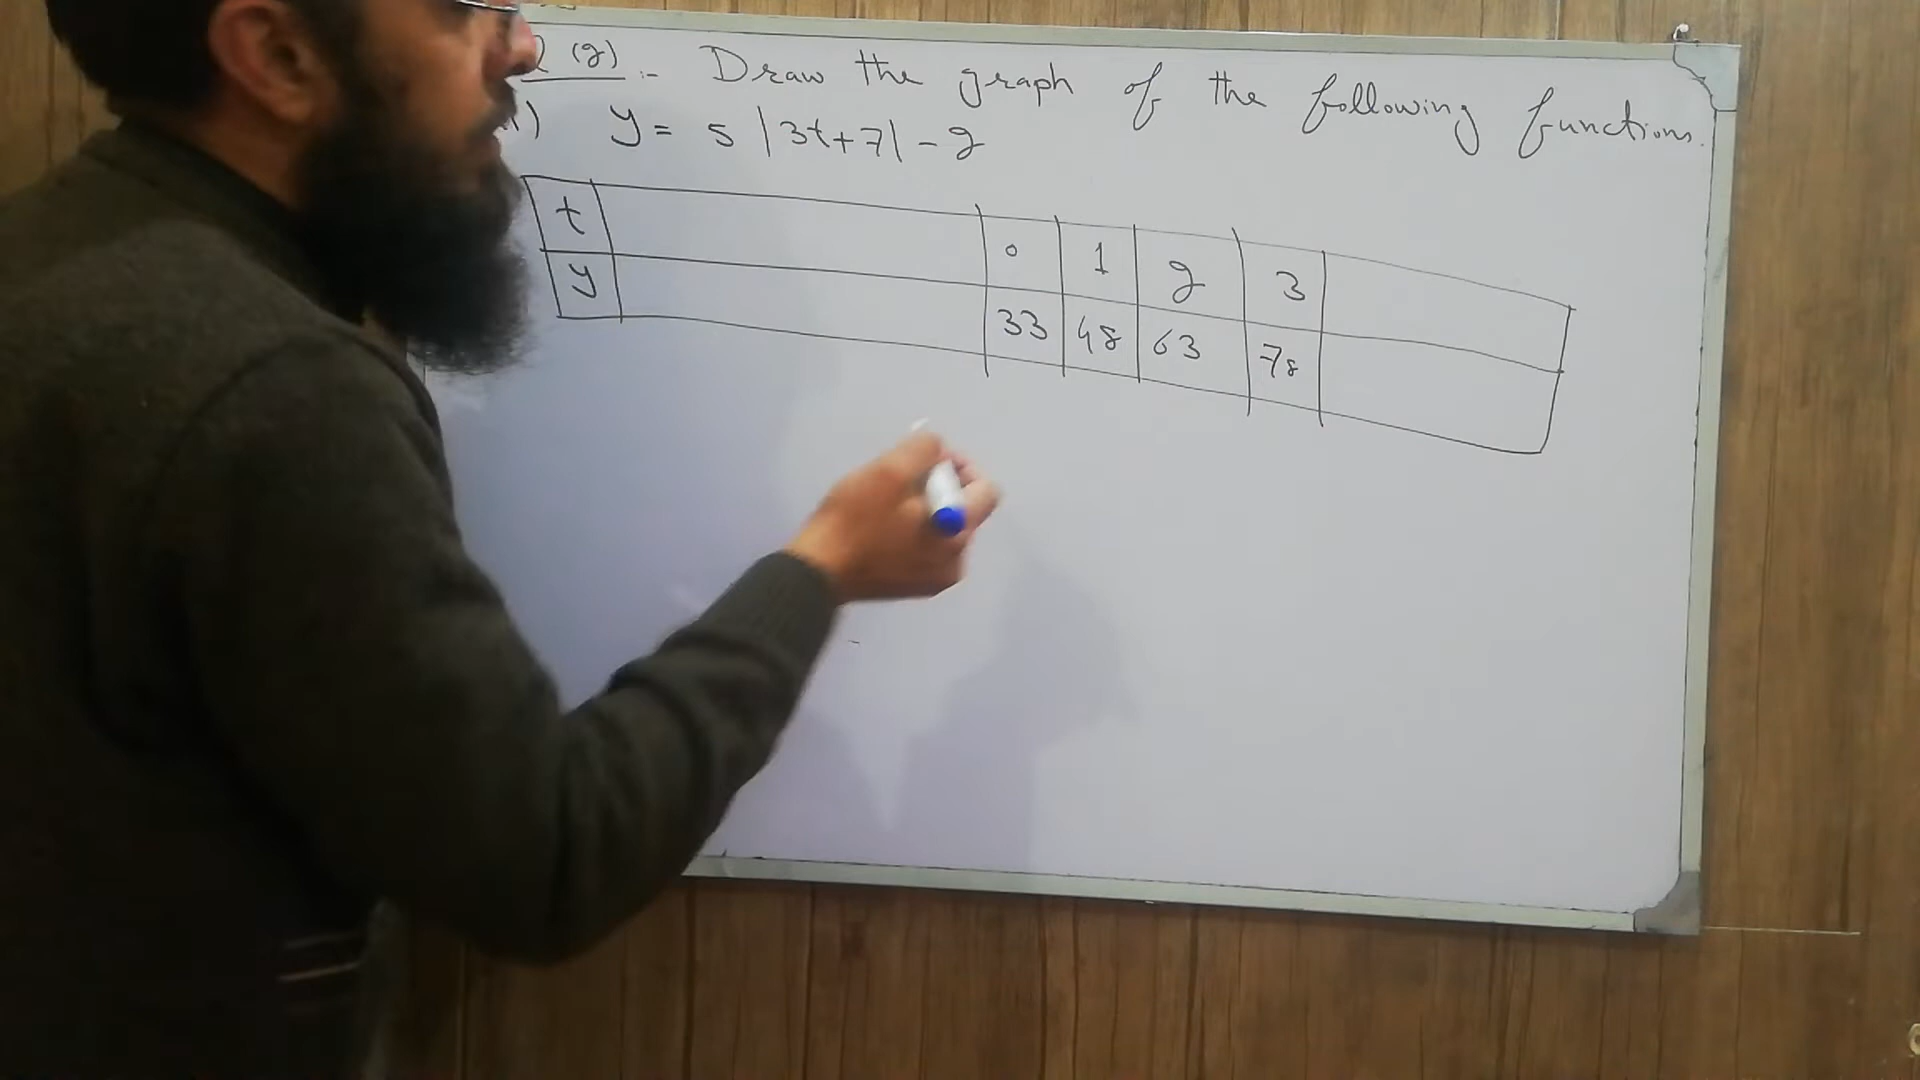 (2) :- Draw the graph of the following functions.
) y = 5 |3t+7| - 2
t 0 1 2 3
y 33 48 63 78